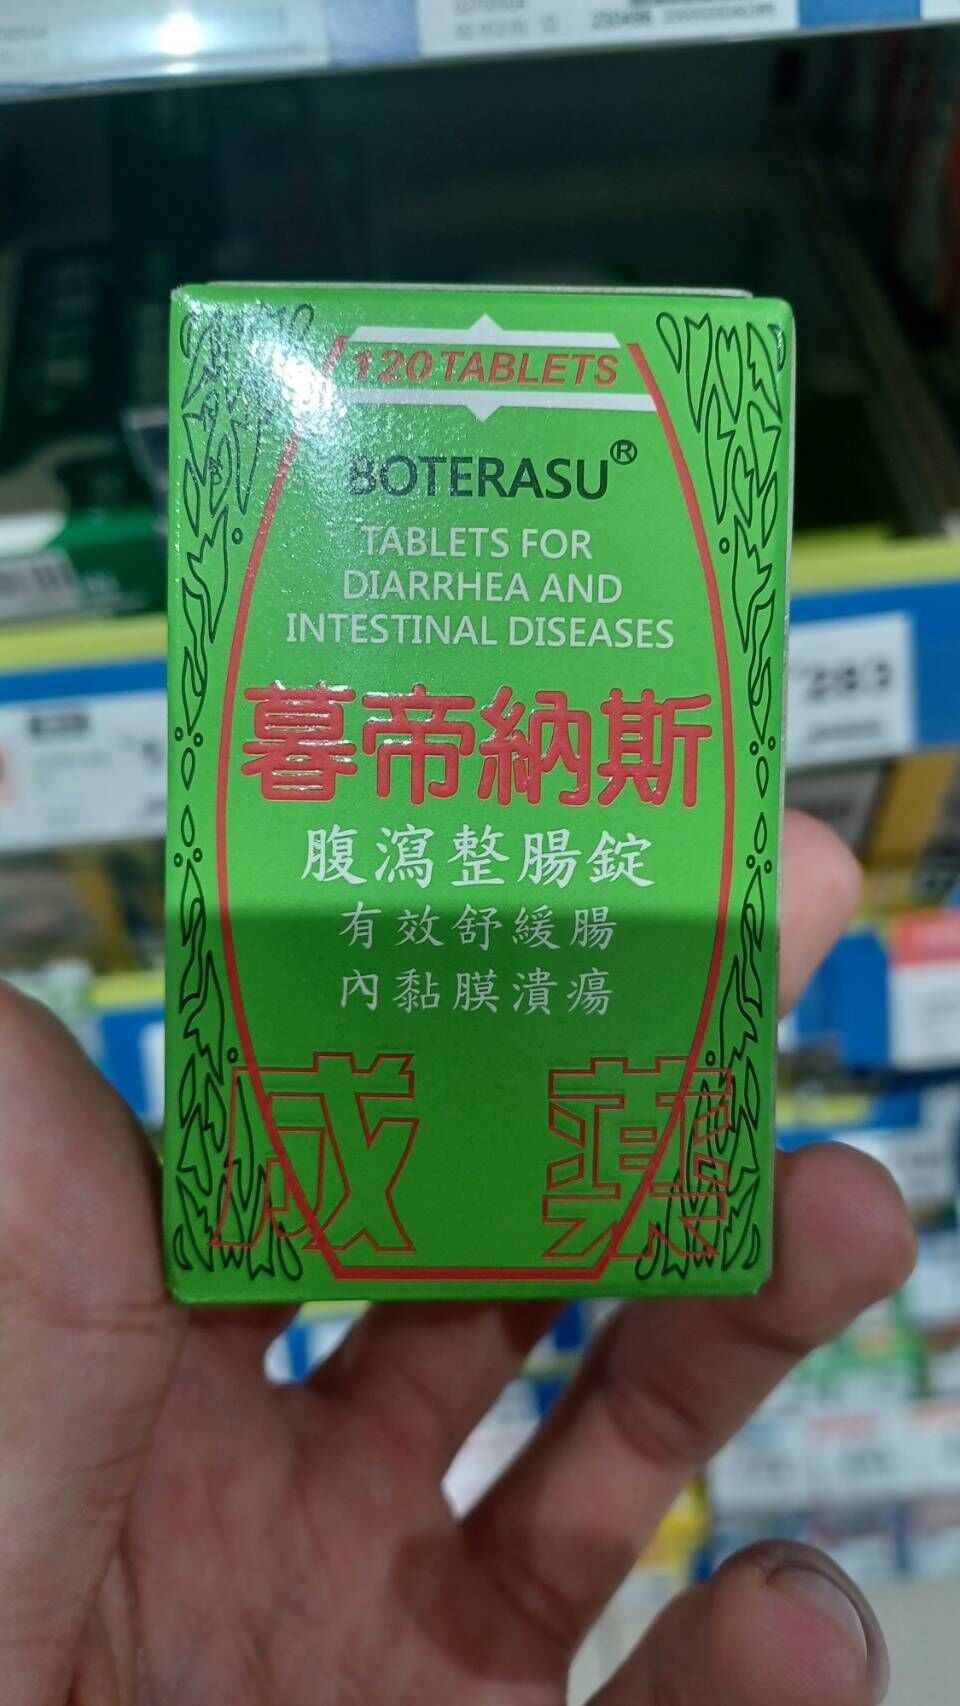 120 TABLETS
BOTERASU®
TABLETS FOR
DIARRHEA AND
INTESTINAL DISEASES
暮帝納斯
腹瀉整腸錠
有效舒緩腸
內黏膜潰瘍
成藥
283